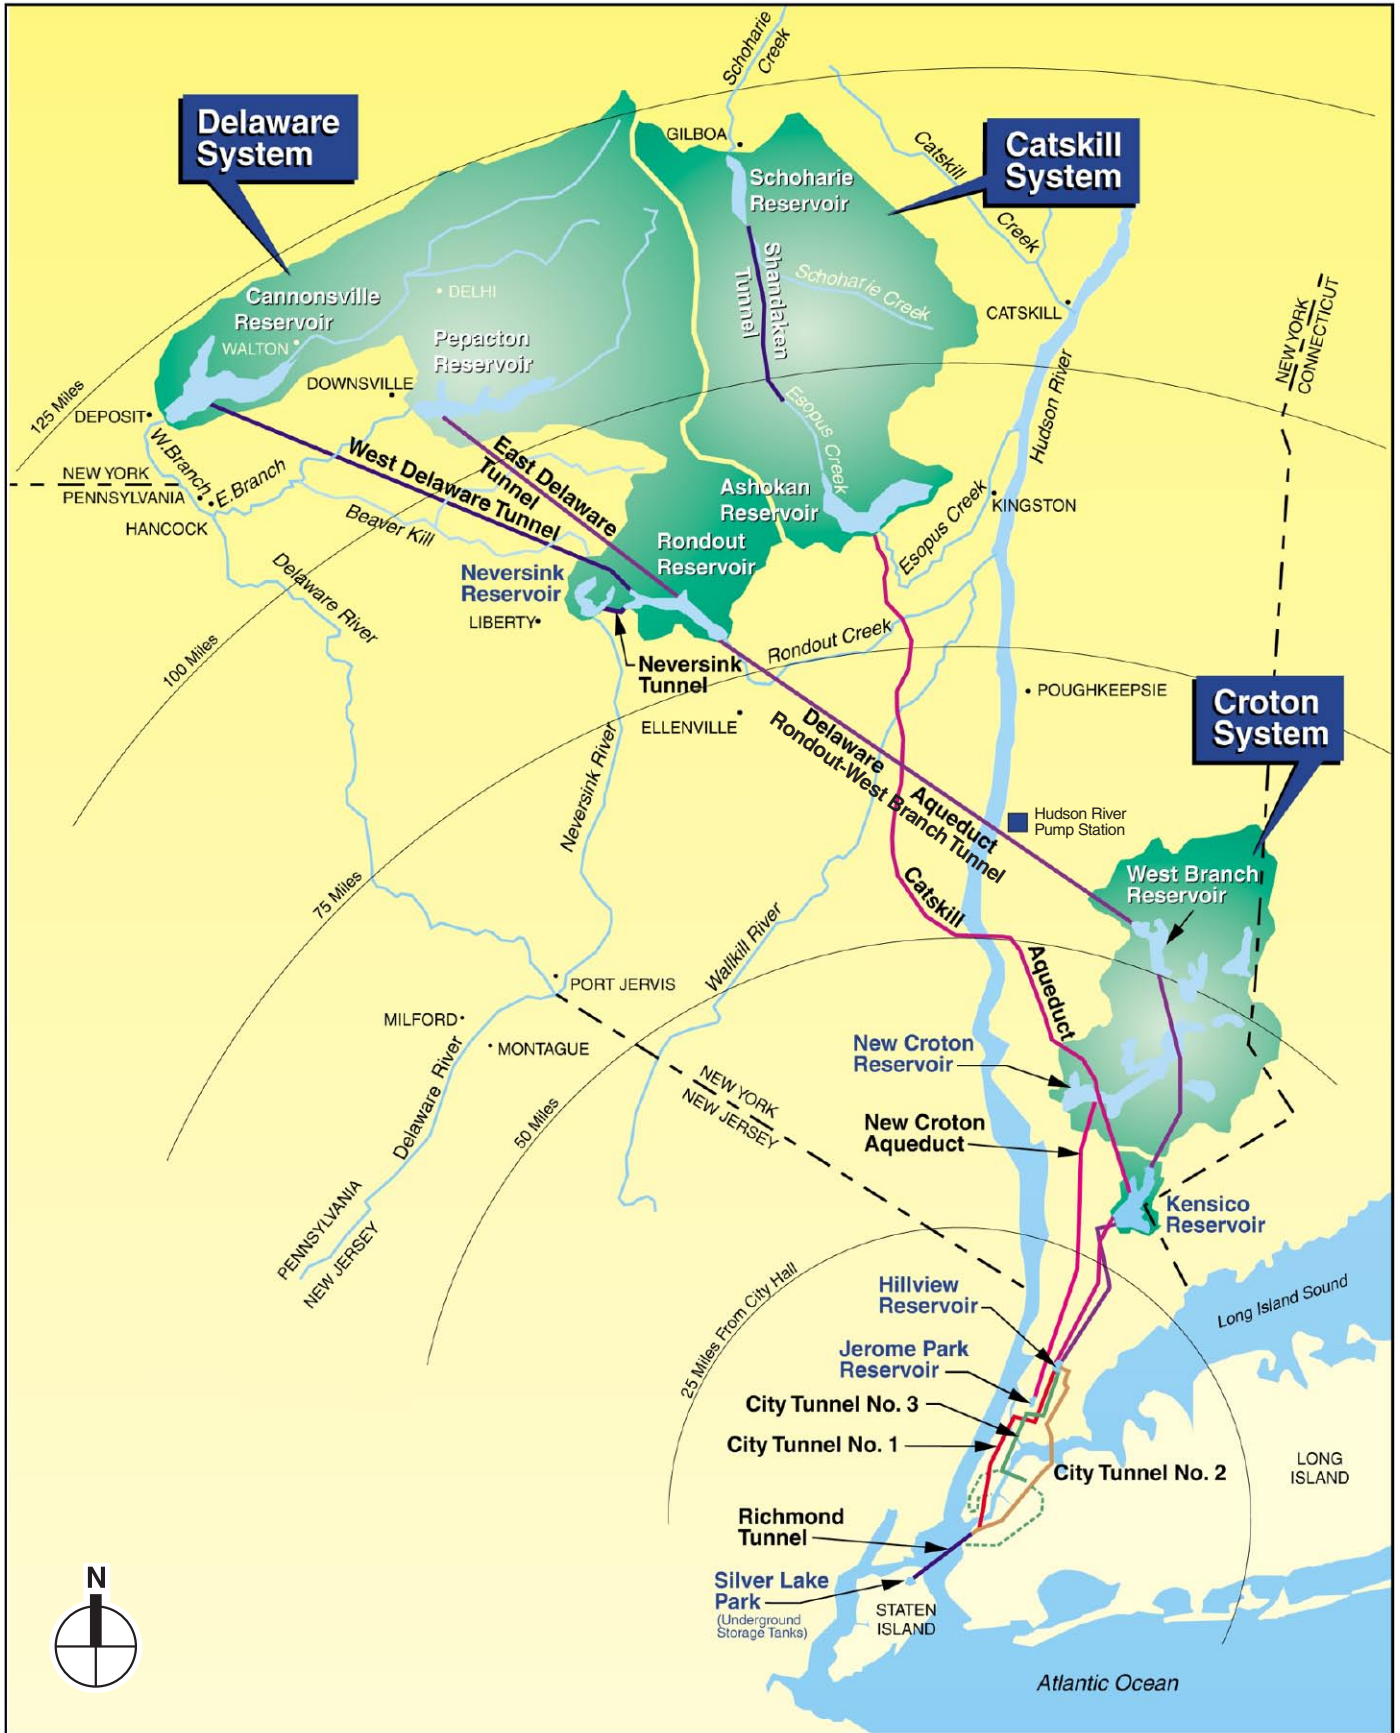 Schoharie
Creek
Delaware
System
GILBOA
Catskill
System
Catskill
Creek
Schoharie
Reservoir
Shandaken
Tunnel
Schoharie Creek
Cannonsville
Reservoir
DELHI
WALTON
Pepacton
Reservoir
CATSKILL
NEW YORK
CONNECTICUT
DOWNSVILLE
125 Miles
DEPOSIT
Hudson River
Esopus Creek
W.Branch
E.Branch
NEW YORK
PENNSYLVANIA
HANCOCK
West Delaware Tunnel
East Delaware
Tunnel
Beaver Kill
Ashokan
Reservoir
Esopus Creek
KINGSTON
Rondout
Reservoir
Neversink
Reservoir
LIBERTY
Delaware River
100 Miles
Rondout Creek
Neversink
Tunnel
ELLENVILLE
POUGHKEEPSIE
Croton
System
Delaware
Aqueduct
Rondout-West Branch Tunnel
Neversink River
Hudson River
Pump Station
75 Miles
West Branch
Reservoir
Catskill
Aqueduct
Wallkill River
PORT JERVIS
MILFORD
MONTAGUE
Delaware River
New Croton
Reservoir
NEW YORK
NEW JERSEY
50 Miles
New Croton
Aqueduct
PENNSYLVANIA
NEW JERSEY
Kensico
Reservoir
25 Miles From City Hall
Hillview
Reservoir
Long Island Sound
Jerome Park
Reservoir
City Tunnel No. 3
City Tunnel No. 1
City Tunnel No. 2
LONG
ISLAND
Richmond
Tunnel
Silver Lake
Park
(Underground
Storage Tanks)
STATEN
ISLAND
N
Atlantic Ocean